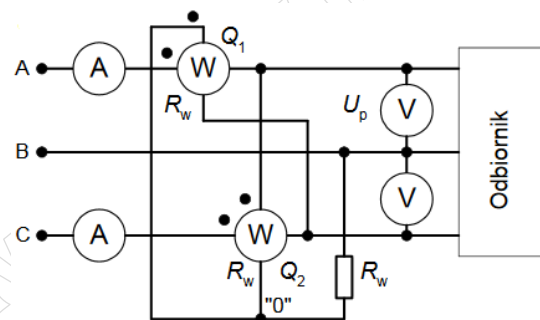 Q1
A A W
Rw Up V
B
Odbiornik
V
C A W
Rw Q2 Rw
"0"